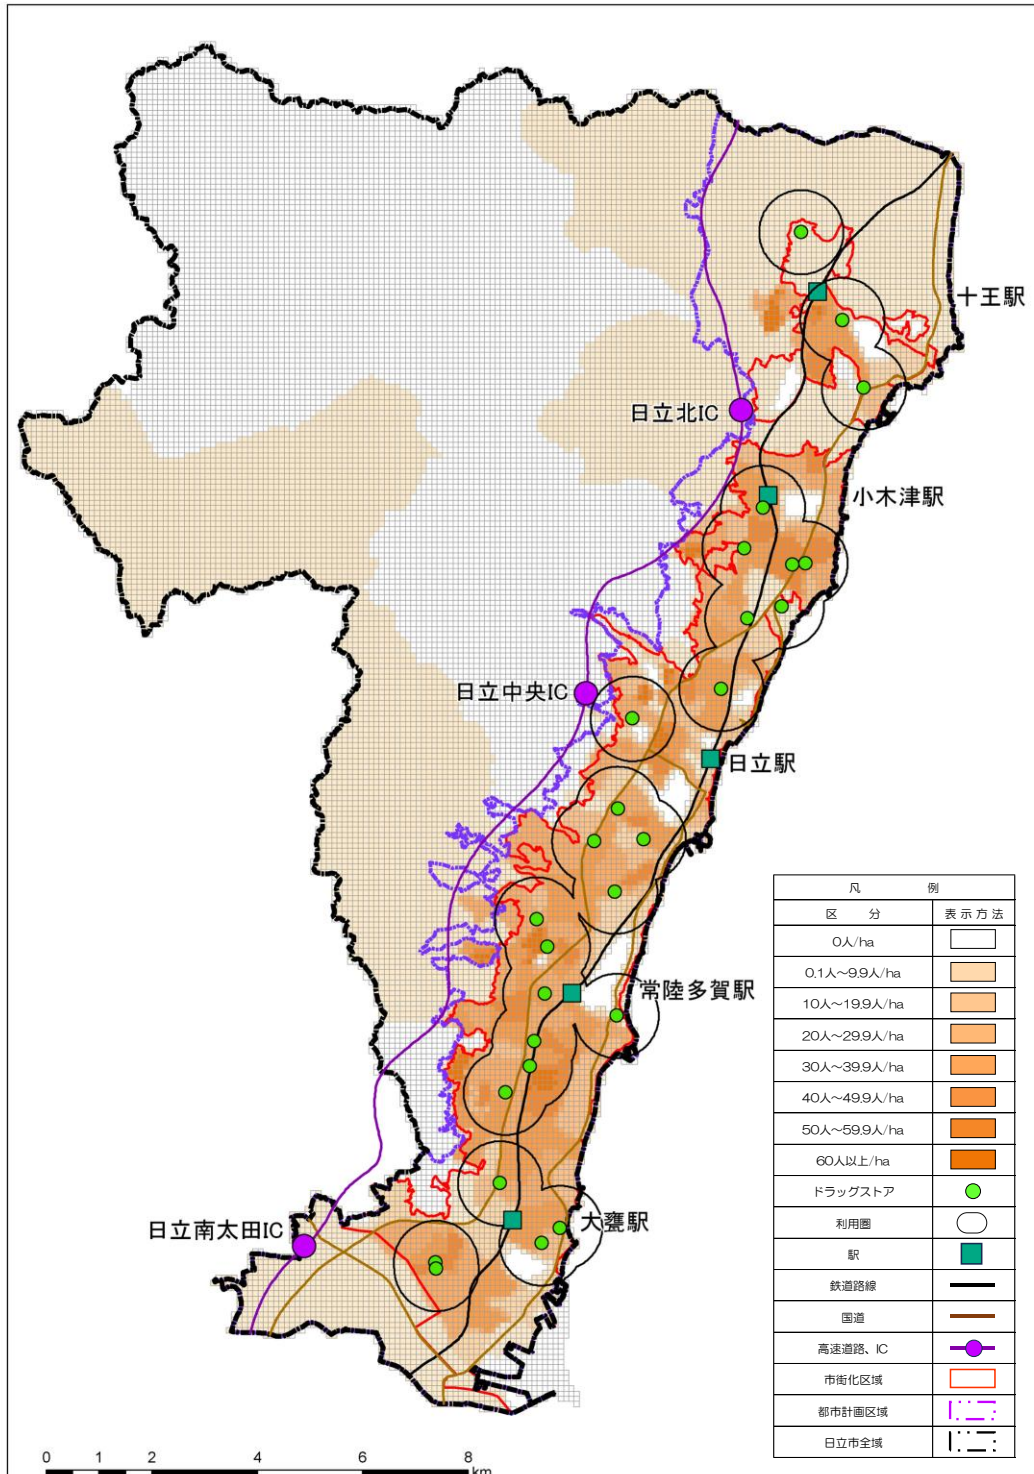 十王駅
日立北IC
小木津駅
日立中央IC
日立駅
常陸多賀駅
日立南太田IC
大甕駅
凡 例
区 分 表示方法
0人/ha
0.1人～9.9人/ha
10人～19.9人/ha
20人～29.9人/ha
30人～39.9人/ha
40人～49.9人/ha
50人～59.9人/ha
60人以上/ha
ドラッグストア
利用圏
駅
鉄道路線
国道
高速道路、IC
市街化区域
都市計画区域
日立市全域
0 1 2 4 6 8
km